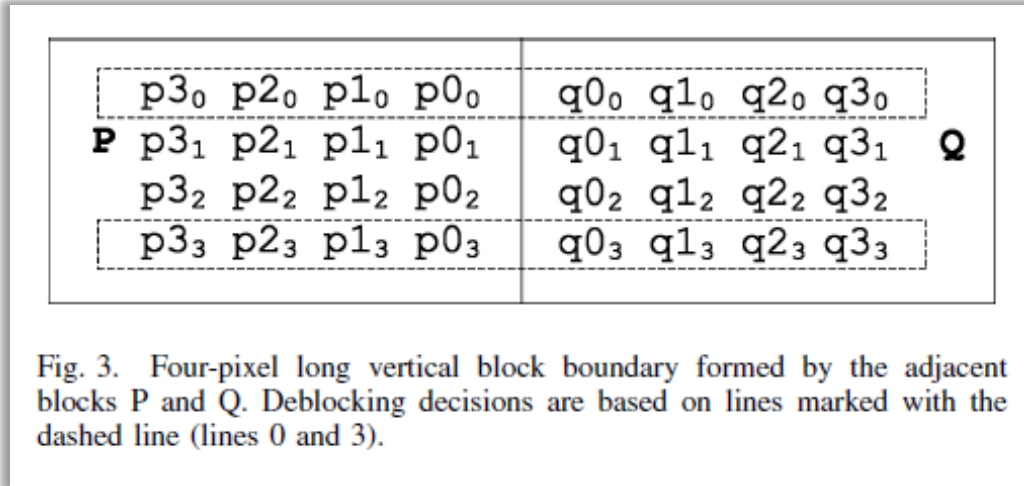 p3₀ p2₀ p1₀ p0₀ q0₀ q1₀ q2₀ q3₀
P p3₁ p2₁ p1₁ p0₁ q0₁ q1₁ q2₁ q3₁ Q
p3₂ p2₂ p1₂ p0₂ q0₂ q1₂ q2₂ q3₂
p3₃ p2₃ p1₃ p0₃ q0₃ q1₃ q2₃ q3₃
Fig. 3. Four-pixel long vertical block boundary formed by the adjacent
blocks P and Q. Deblocking decisions are based on lines marked with the
dashed line (lines 0 and 3).